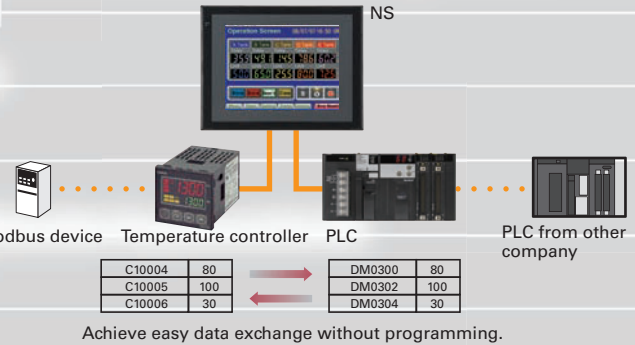 NS
Operation Screen
odbus device Temperature controller PLC
PLC from other
company
C10004 80
C10005 100
C10006 30
DM0300 80
DM0302 100
DM0304 30
Achieve easy data exchange without programming.